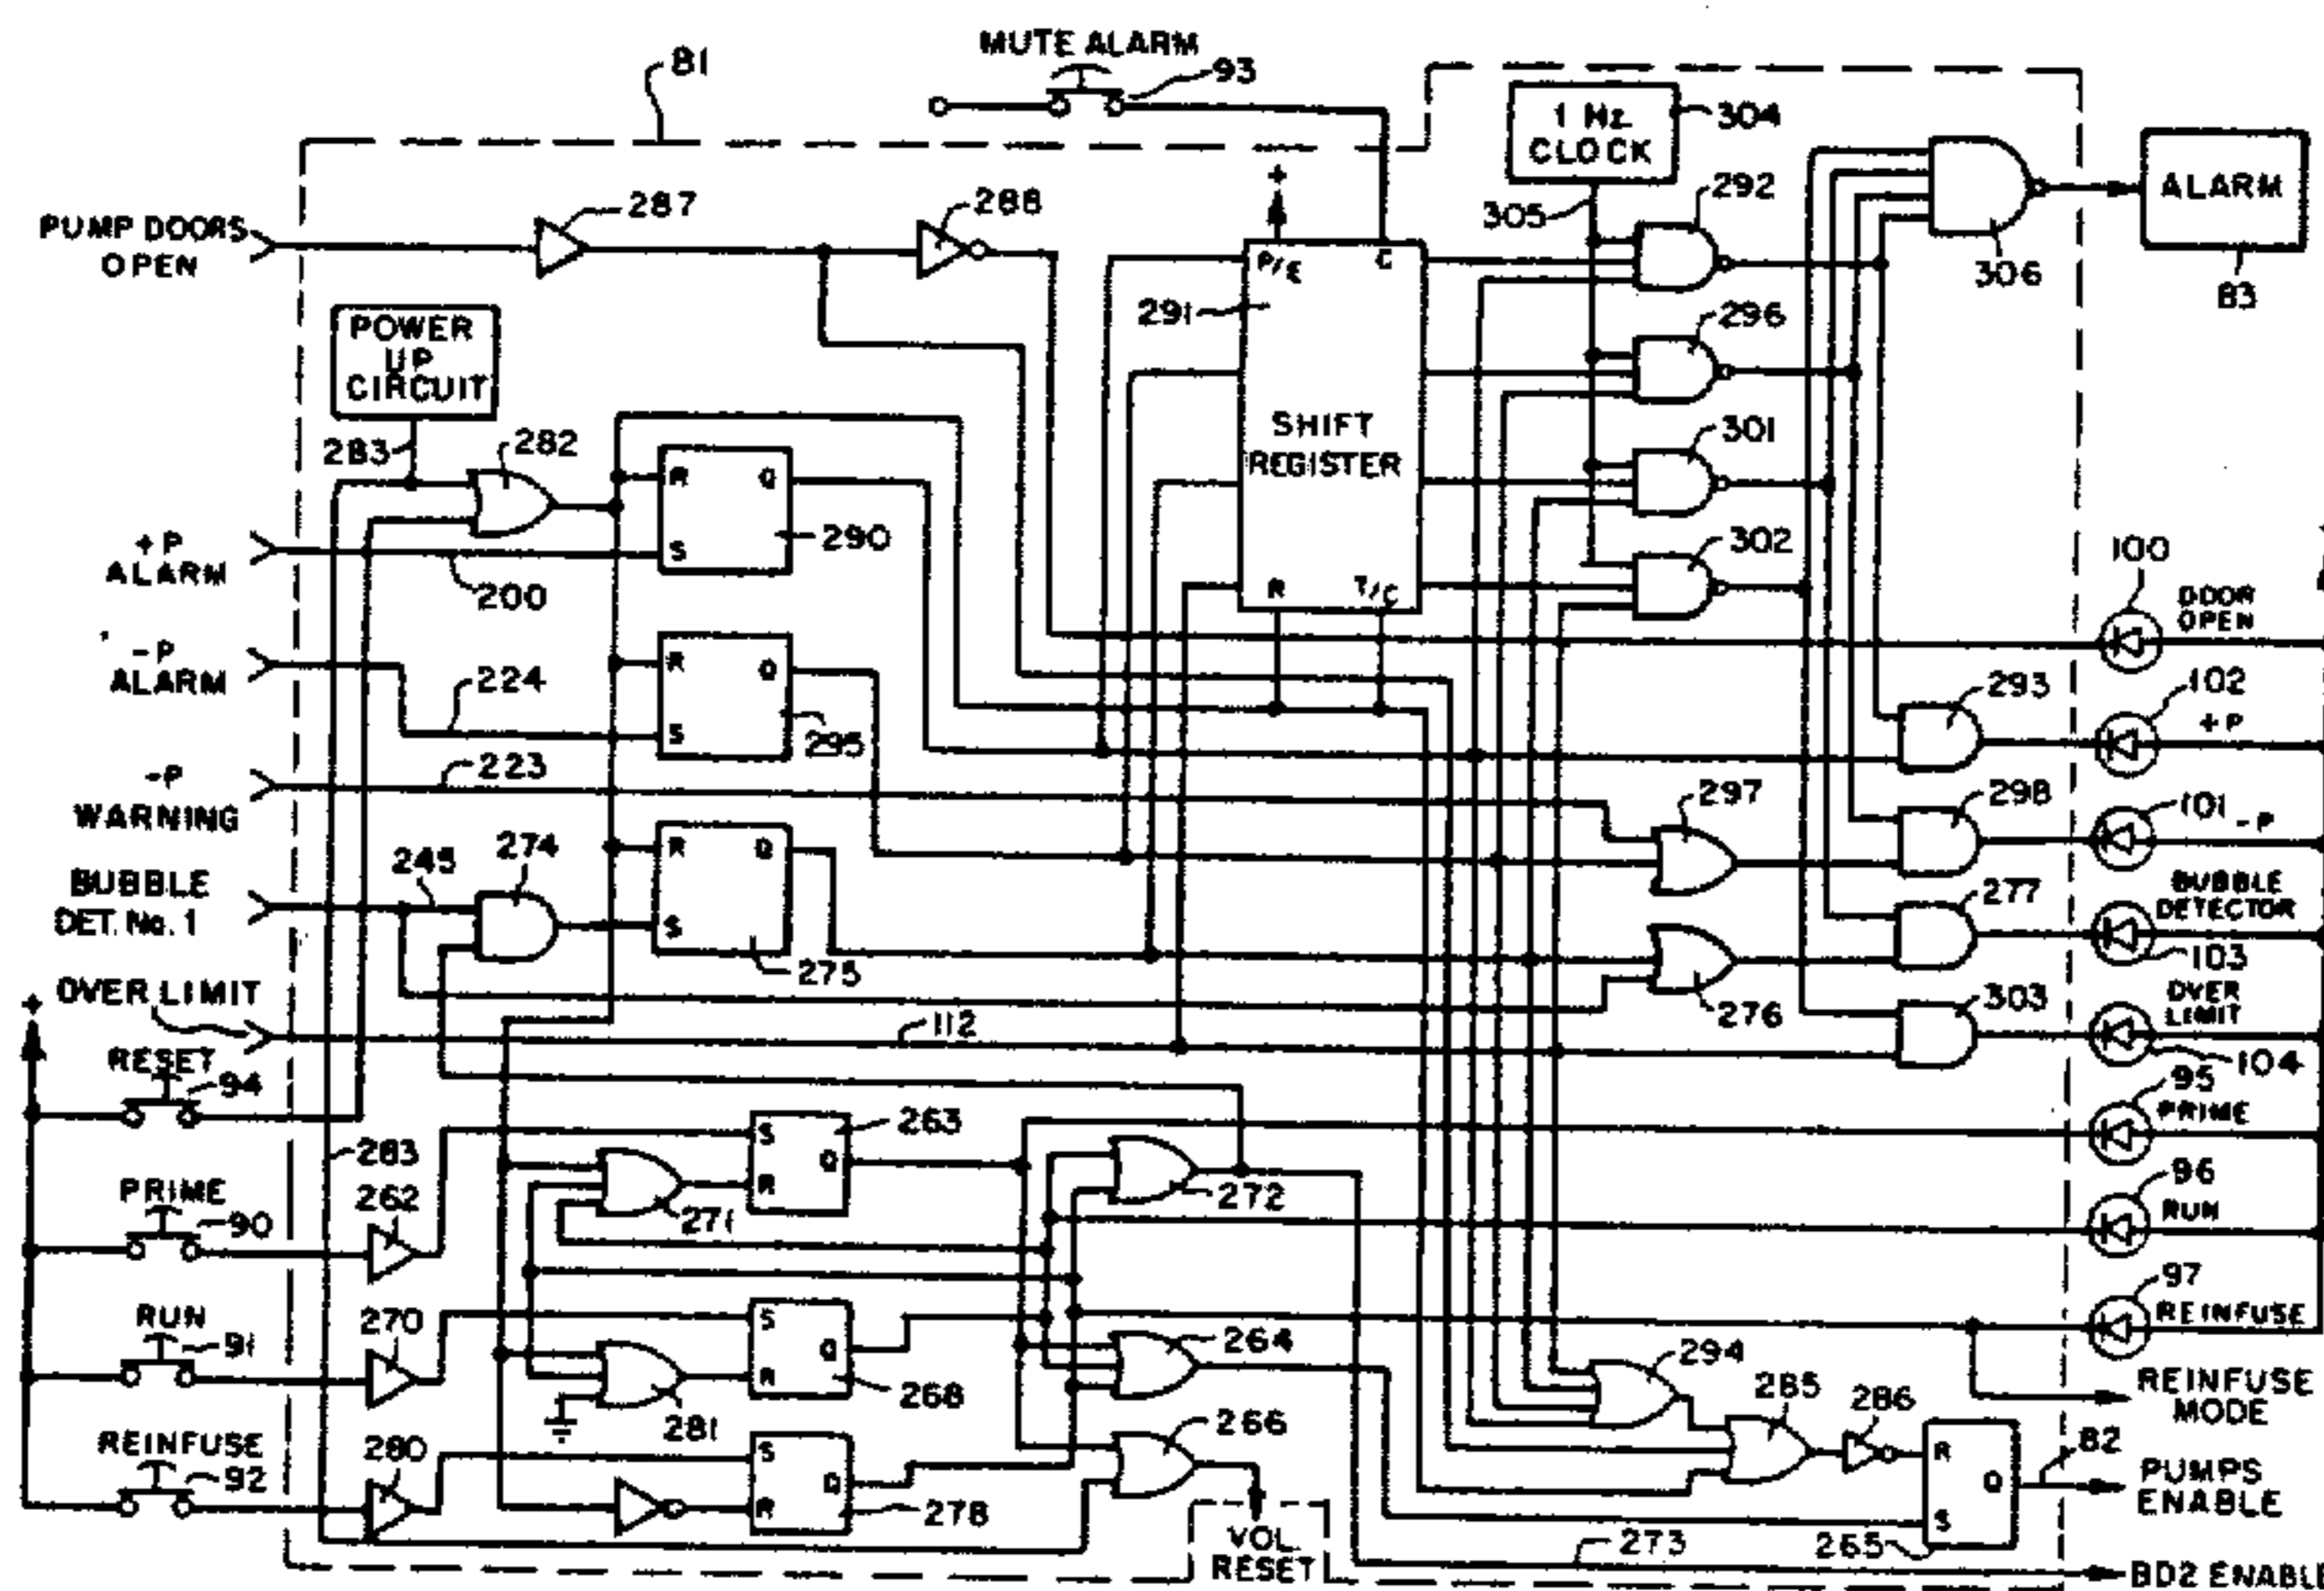 MUTE ALARM
93
81
1 Hz.
CLOCK
304
305
292
306
ALARM
83
PUMP DOORS
OPEN
287
288
P/E
C
291
SHIFT
REGISTER
R
T/C
296
301
302
POWER
UP
CIRCUIT
283
282
R
Q
S
290
+P
ALARM
200
-P
ALARM
224
R
Q
S
295
-P
WARNING
223
BUBBLE
DET. No. 1
245
274
R
Q
S
275
OVER LIMIT
112
297
276
293
298
277
303
100
DOOR
OPEN
102
+P
101
-P
BUBBLE
DETECTOR
103
OVER
LIMIT
104
95
PRIME
96
RUN
97
REINFUSE
+
+
RESET
94
283
PRIME
90
262
271
S
Q
R
263
272
RUN
91
270
281
S
Q
R
268
264
REINFUSE
92
280
S
Q
R
278
266
VOL.
RESET
294
285
286
R
Q
S
265
82
273
REINFUSE
MODE
PUMPS
ENABLE
BD2 ENABLE